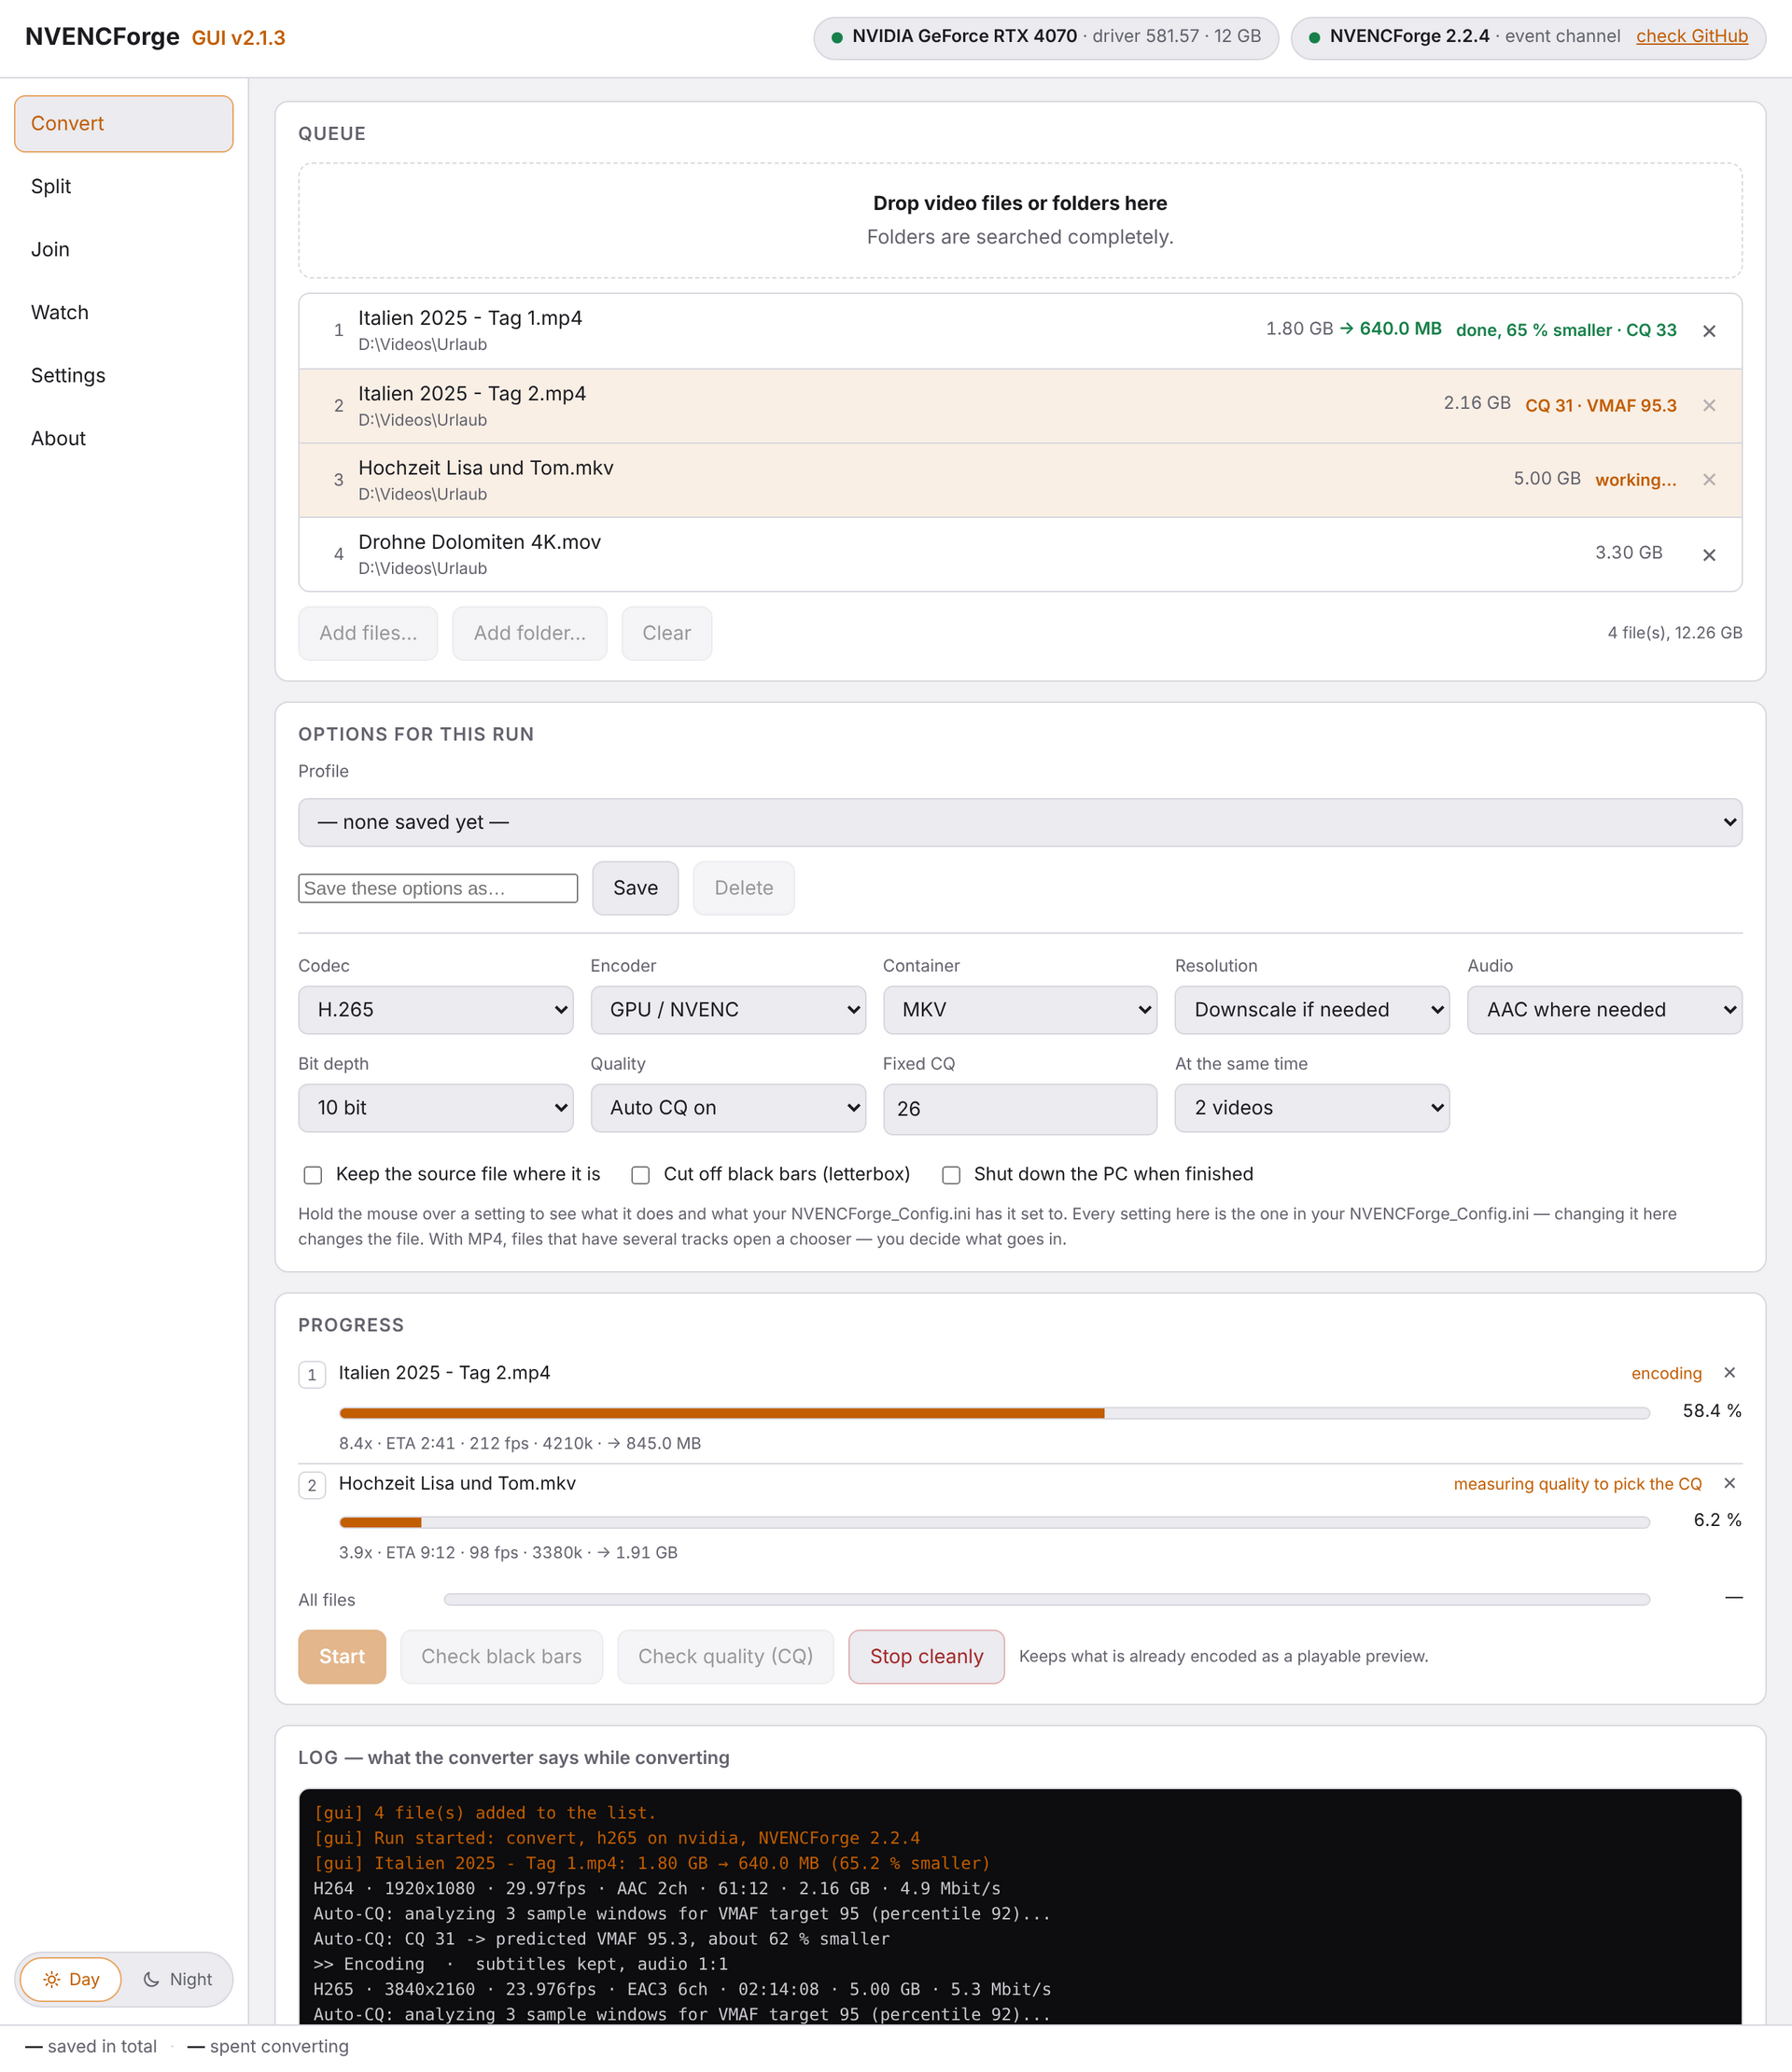 NVENCForge GUI v2.1.3
NVIDIA GeForce RTX 4070 · driver 581.57 · 12 GB
NVENCForge 2.2.4 · event channel check GitHub
Convert
Split
Join
Watch
Settings
About
QUEUE
Drop video files or folders here
Folders are searched completely.
1 Italien 2025 - Tag 1.mp4 1.80 GB → 640.0 MB done, 65 % smaller · CQ 33 ✕
D:\Videos\Urlaub
2 Italien 2025 - Tag 2.mp4 2.16 GB CQ 31 · VMAF 95.3 ✕
D:\Videos\Urlaub
3 Hochzeit Lisa und Tom.mkv 5.00 GB working… ✕
D:\Videos\Urlaub
4 Drohne Dolomiten 4K.mov 3.30 GB ✕
D:\Videos\Urlaub
Add files… Add folder… Clear 4 file(s), 12.26 GB
OPTIONS FOR THIS RUN
Profile
— none saved yet —
Save these options as… Save Delete
Codec Encoder Container Resolution Audio
H.265 GPU / NVENC MKV Downscale if needed AAC where needed
Bit depth Quality Fixed CQ At the same time
10 bit Auto CQ on 26 2 videos
Keep the source file where it is Cut off black bars (letterbox) Shut down the PC when finished
Hold the mouse over a setting to see what it does and what your NVENCForge_Config.ini has it set to. Every setting here is the one in your NVENCForge_Config.ini — changing it here
changes the file. With MP4, files that have several tracks open a chooser — you decide what goes in.
PROGRESS
1 Italien 2025 - Tag 2.mp4 encoding ✕
58.4 %
8.4x · ETA 2:41 · 212 fps · 4210k · → 845.0 MB
2 Hochzeit Lisa und Tom.mkv measuring quality to pick the CQ ✕
6.2 %
3.9x · ETA 9:12 · 98 fps · 3380k · → 1.91 GB
All files —
Start Check black bars Check quality (CQ) Stop cleanly Keeps what is already encoded as a playable preview.
LOG — what the converter says while converting
[gui] 4 file(s) added to the list.
[gui] Run started: convert, h265 on nvidia, NVENCForge 2.2.4
[gui] Italien 2025 - Tag 1.mp4: 1.80 GB → 640.0 MB (65.2 % smaller)
H264 · 1920x1080 · 29.97fps · AAC 2ch · 61:12 · 2.16 GB · 4.9 Mbit/s
Auto-CQ: analyzing 3 sample windows for VMAF target 95 (percentile 92)...
Auto-CQ: CQ 31 -> predicted VMAF 95.3, about 62 % smaller
>> Encoding · subtitles kept, audio 1:1
H265 · 3840x2160 · 23.976fps · EAC3 6ch · 02:14:08 · 5.00 GB · 5.3 Mbit/s
Auto-CQ: analyzing 3 sample windows for VMAF target 95 (percentile 92)...
Day Night
— saved in total · — spent converting